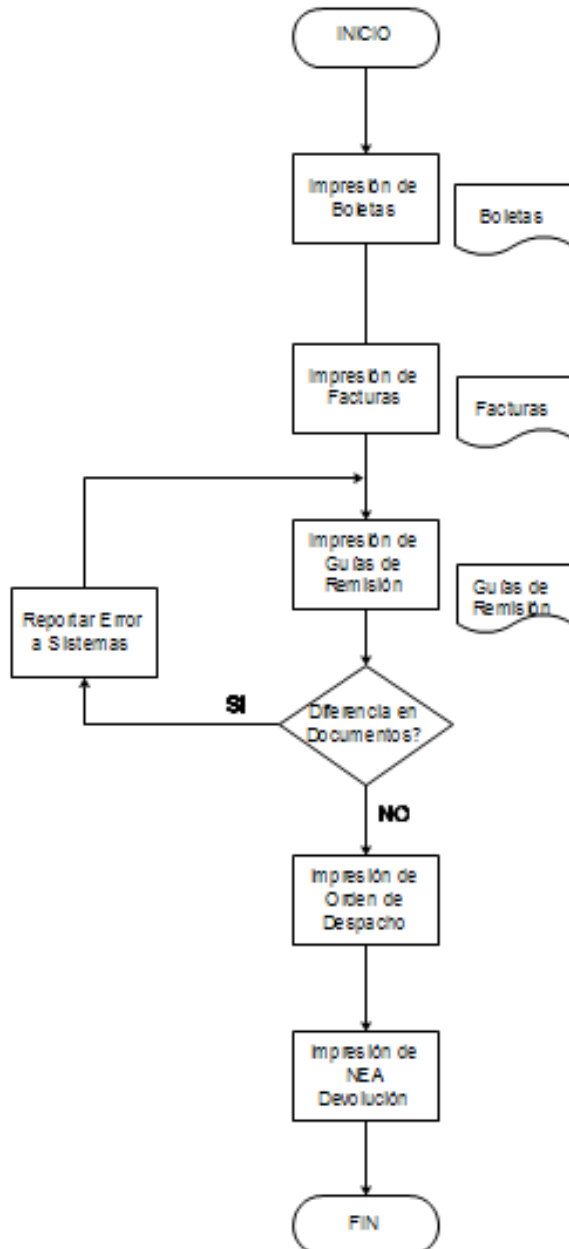 INICIO
Impresión de
Boletas
Boletas
Impresión de
Facturas
Facturas
Impresión de
Guías de
Remisión
Guías de
Remisión
Reportar Error
a Sistemas
SI
Diferencia en
Documentos?
NO
Impresión de
Orden de
Despacho
Impresión de
NEA
Devolución
FIN